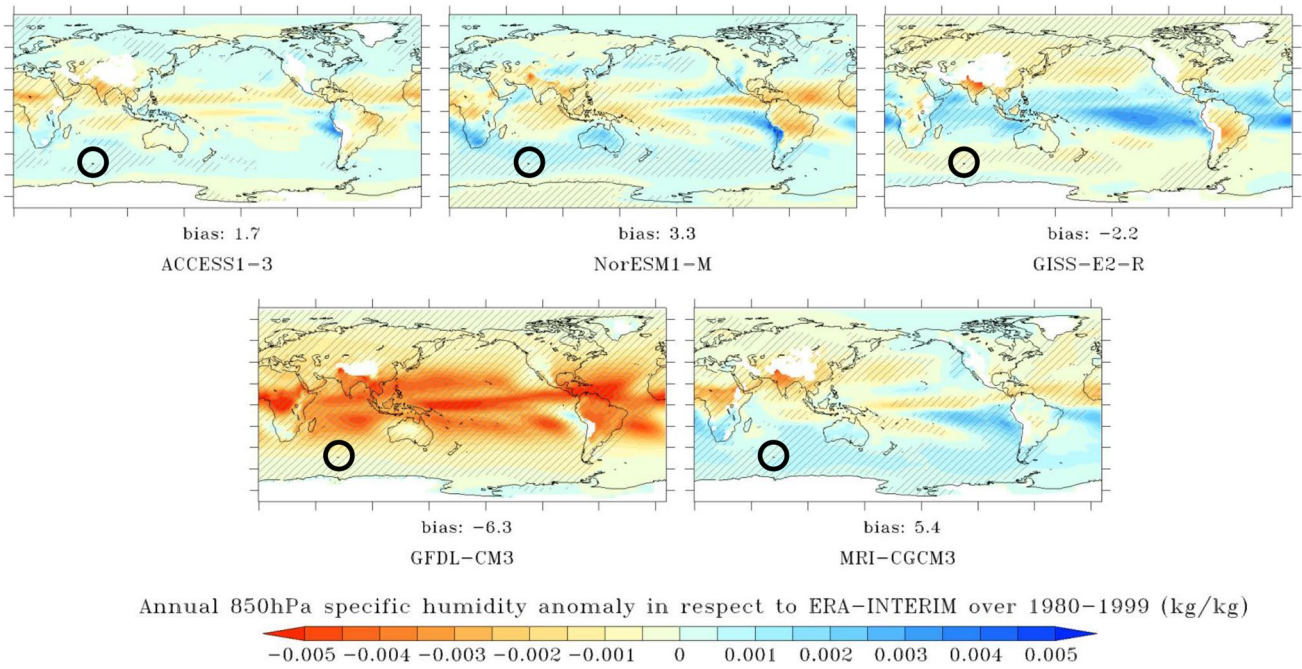 bias: 1.7
ACCESS1-3
bias: 3.3
NorESM1-M
bias: -2.2
GISS-E2-R
bias: -6.3
GFDL-CM3
bias: 5.4
MRI-CGCM3
Annual 850hPa specific humidity anomaly in respect to ERA-INTERIM over 1980-1999 (kg/kg)
-0.005 -0.004 -0.003 -0.002 -0.001 0 0.001 0.002 0.003 0.004 0.005